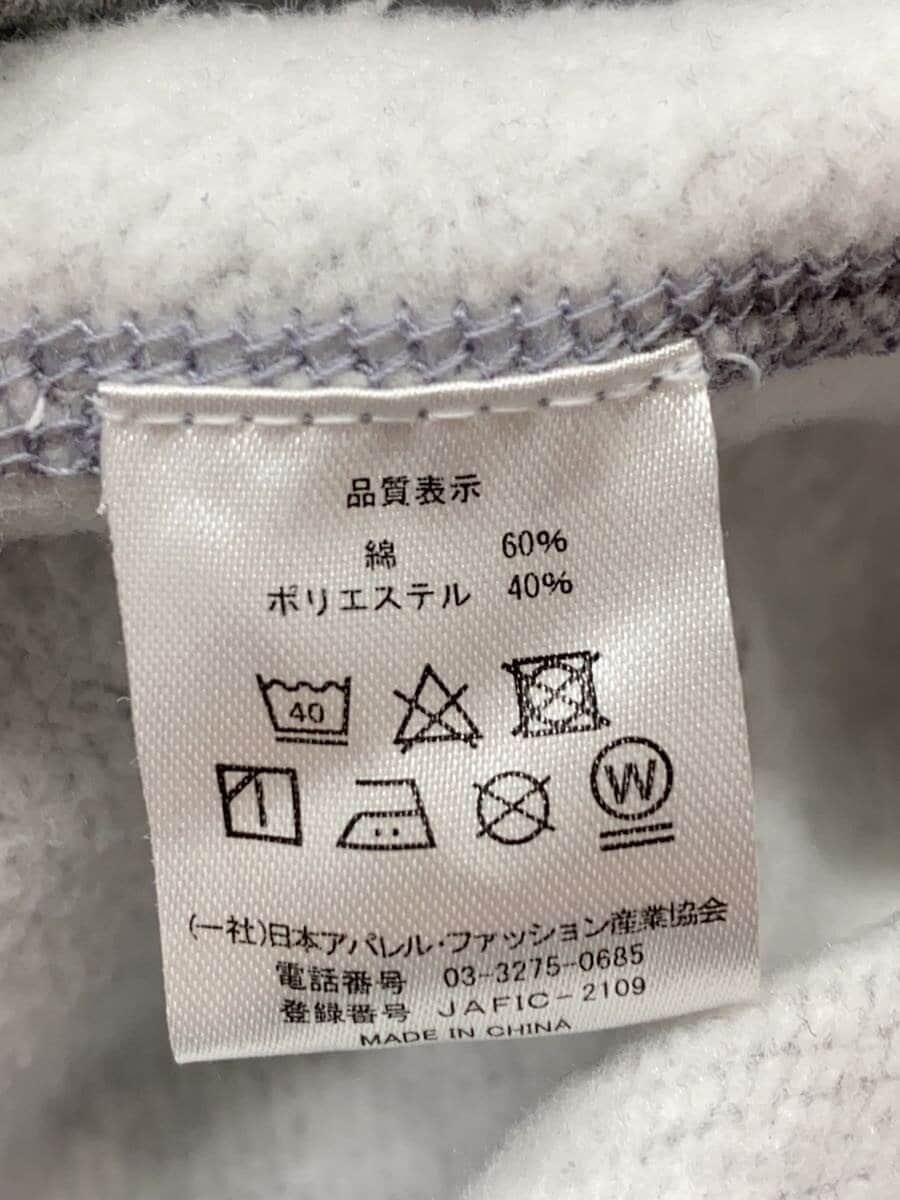 品質表示
綿 60%
ポリエステル 40%
40
W
(一社)日本アパレル・ファッション産業協会
電話番号 03-3275-0685
登録番号 JAFIC-2109
MADE IN CHINA